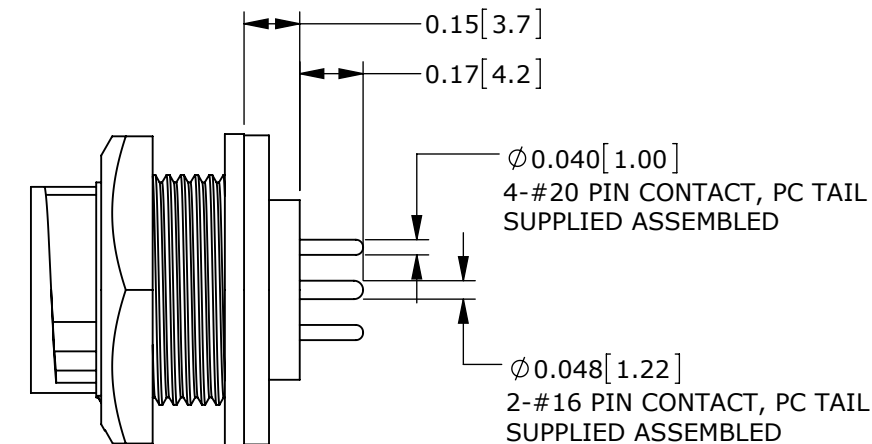 0.15[3.7]
0.17[4.2]
∅0.040[1.00]
4-#20 PIN CONTACT, PC TAIL
SUPPLIED ASSEMBLED
∅0.048[1.22]
2-#16 PIN CONTACT, PC TAIL
SUPPLIED ASSEMBLED